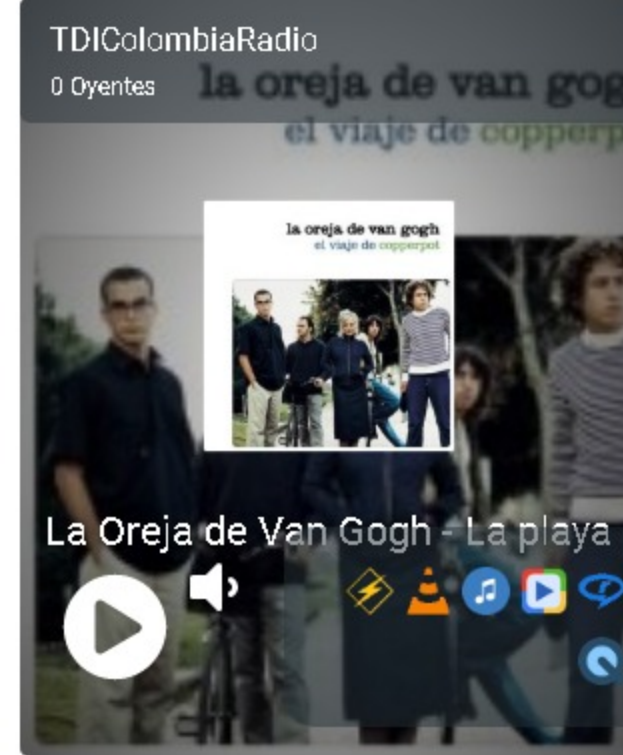 TDIColombiaRadio
0 Oyentes
la oreja de van gog
el viaje de copperp
la oreja de van gogh
el viaje de copperpot
La Oreja de Van Gogh - La playa